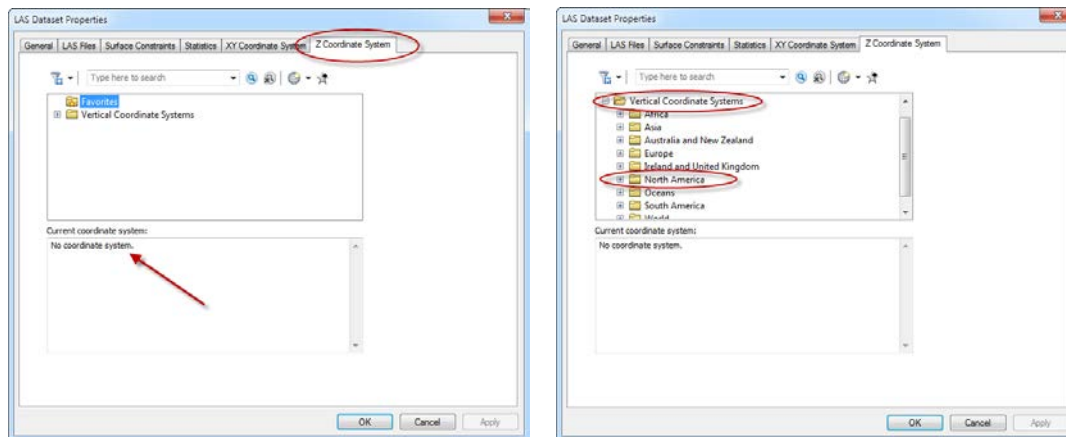 LAS Dataset Properties
General LAS Files Surface Constraints Statistics XY Coordinate System Z Coordinate System
Type here to search
Favorites
Vertical Coordinate Systems
Current coordinate system:
No coordinate system.
OK Cancel Apply
LAS Dataset Properties
General LAS Files Surface Constraints Statistics XY Coordinate System Z Coordinate System
Type here to search
Vertical Coordinate Systems
Africa
Asia
Australia and New Zealand
Europe
Ireland and United Kingdom
North America
Oceans
South America
World
Current coordinate system:
No coordinate system.
OK Cancel Apply